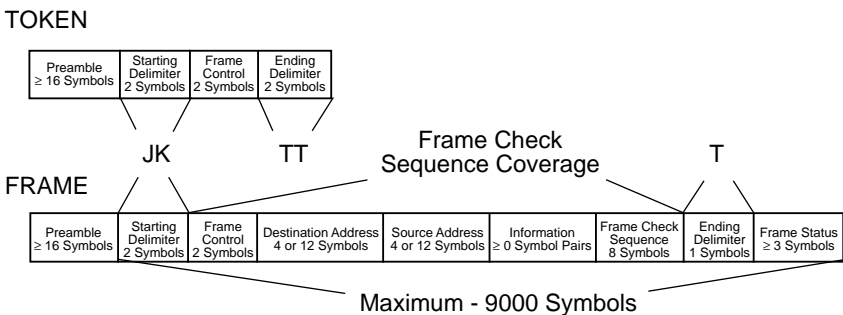 TOKEN
Preamble
≥ 16 Symbols
Starting
Delimiter
2 Symbols
Frame
Control
2 Symbols
Ending
Delimiter
2 Symbols
JK
TT
Frame Check
Sequence Coverage
T
FRAME
Preamble
≥ 16 Symbols
Starting
Delimiter
2 Symbols
Frame
Control
2 Symbols
Destination Address
4 or 12 Symbols
Source Address
4 or 12 Symbols
Information
≥ 0 Symbol Pairs
Frame Check
Sequence
8 Symbols
Ending
Delimiter
1 Symbols
Frame Status
≥ 3 Symbols
Maximum - 9000 Symbols